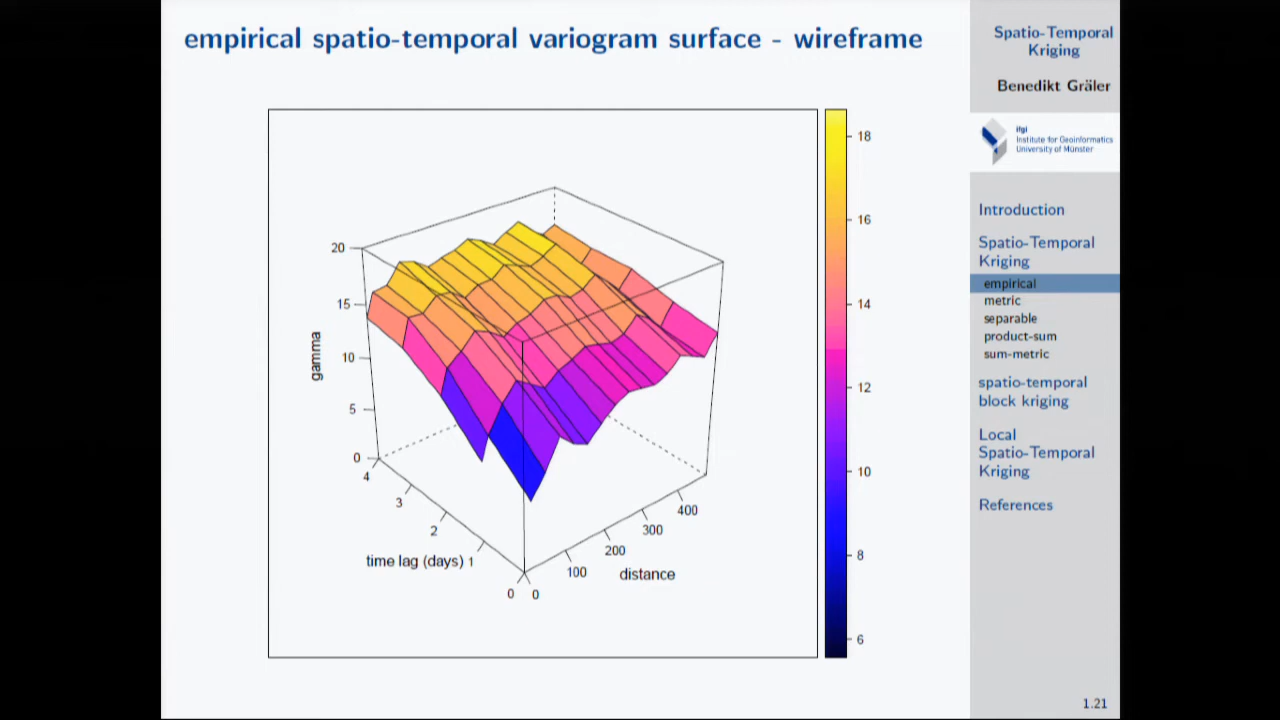 empirical spatio-temporal variogram surface - wireframe
20
15
10
5
0
gamma
4
3
2
1
0
time lag (days)
0
100
200
300
400
distance
18
16
14
12
10
8
6
Spatio-Temporal
Kriging
Benedikt Gräler
ifgi
Institute for Geoinformatics
University of Münster
Introduction
Spatio-Temporal
Kriging
empirical
metric
separable
product-sum
sum-metric
spatio-temporal
block kriging
Local
Spatio-Temporal
Kriging
References
1.21